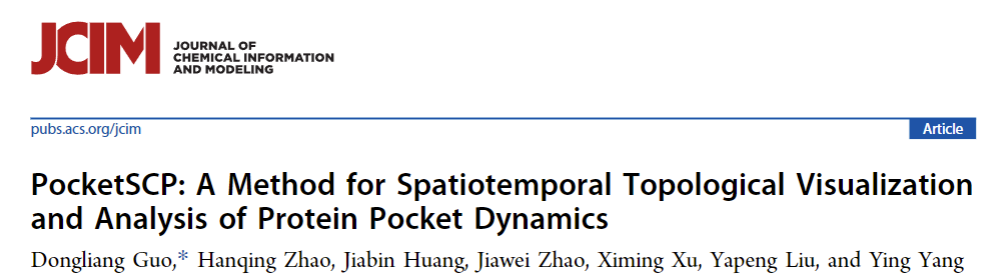 JCIM
JOURNAL OF
CHEMICAL INFORMATION
AND MODELING
pubs.acs.org/jcim
Article
PocketSCP: A Method for Spatiotemporal Topological Visualization
and Analysis of Protein Pocket Dynamics
Dongliang Guo,* Hanqing Zhao, Jiabin Huang, Jiawei Zhao, Ximing Xu, Yapeng Liu, and Ying Yang